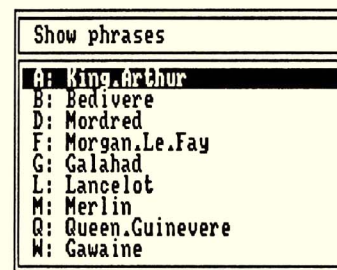 Show phrases
A: King.Arthur
B: Bedivere
D: Mordred
F: Morgan.Le.Fay
G: Galahad
L: Lancelot
M: Merlin
Q: Queen.Guinevere
W: Gawaine